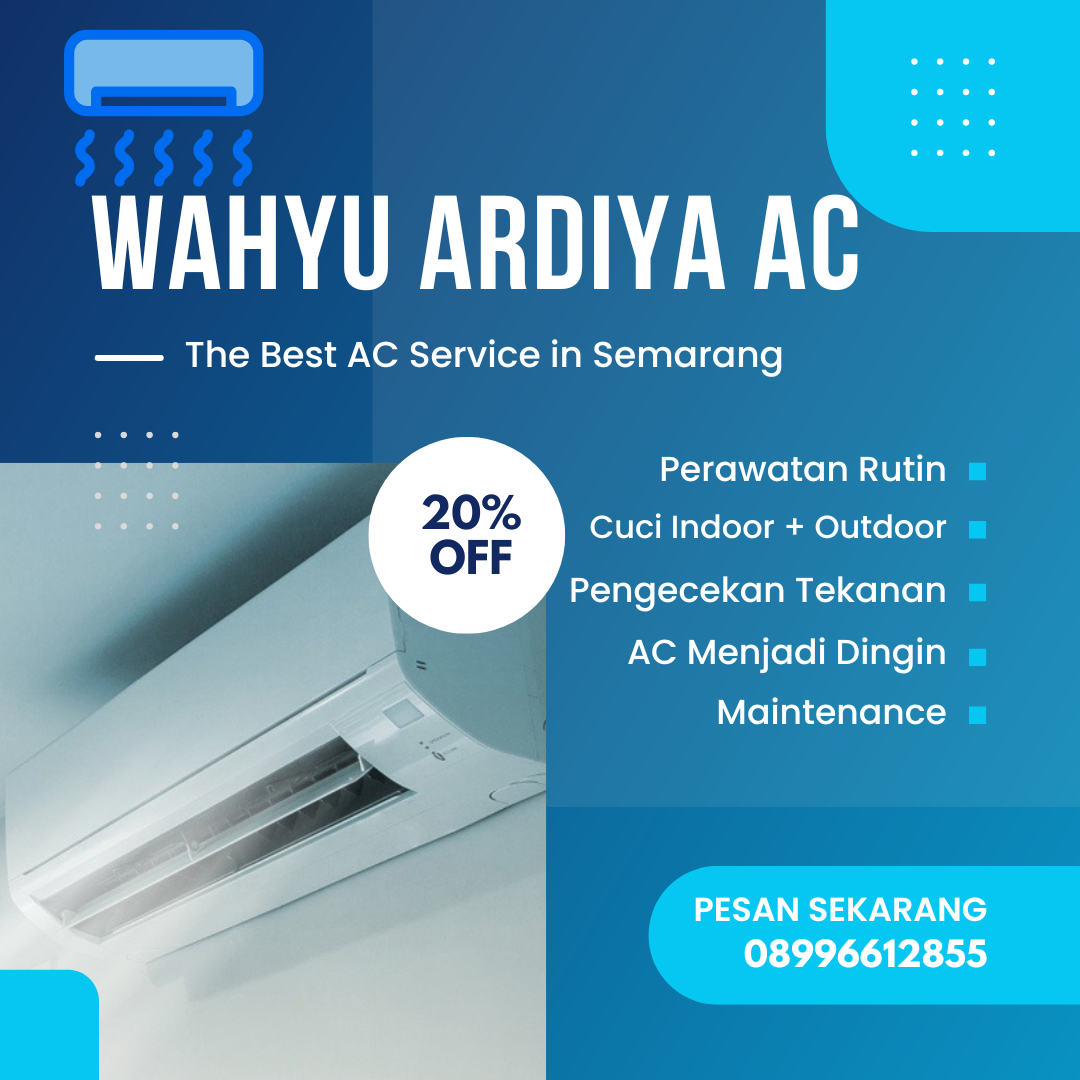 WAHYU ARDIYA AC
The Best AC Service in Semarang
20%
OFF
Perawatan Rutin
Cuci Indoor + Outdoor
Pengecekan Tekanan
AC Menjadi Dingin
Maintenance
PESAN SEKARANG
08996612855